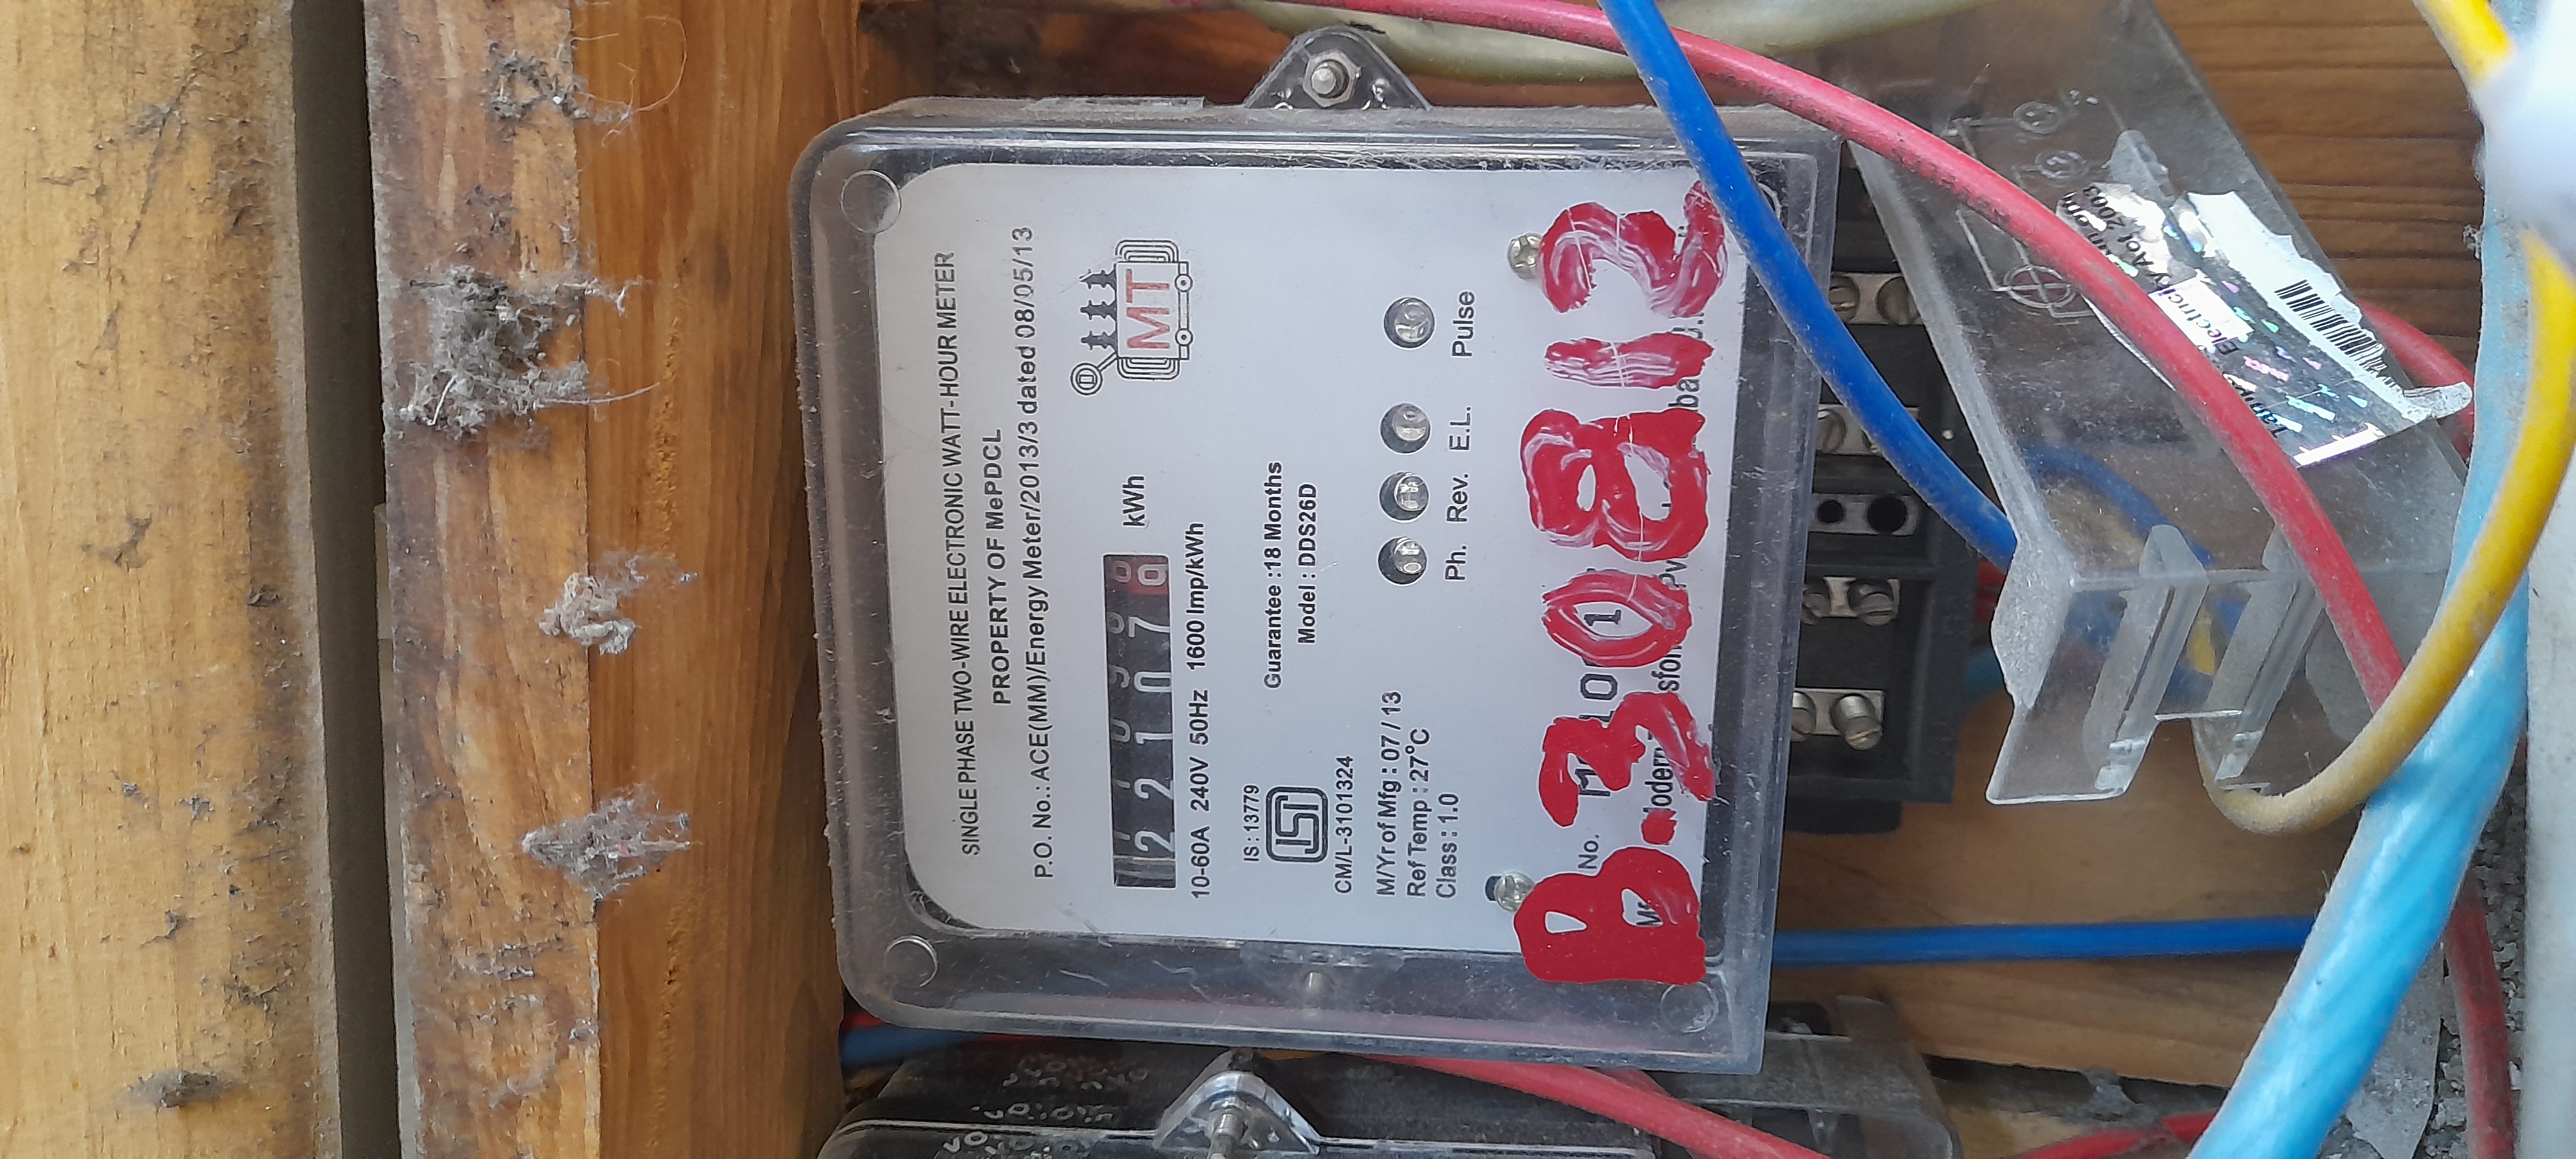 SINGLE PHASE TWO-WIRE ELECTRONIC WATT-HOUR METER
PROPERTY OF MePDCL
P.O. No.: ACE(MM)/Energy Meter/2013/3 dated 08/05/13
MT
221079 kWh
10-60A 240V 50Hz 1600 Imp/kWh
IS : 13779
Guarantee :18 Months
Model : DDS26D
CM/L-3101324
M/Yr of Mfg : 07 / 13
Ref Temp : 27°C
Class : 1.0
Ph. Rev. E.L. Pulse
No.
B.30812